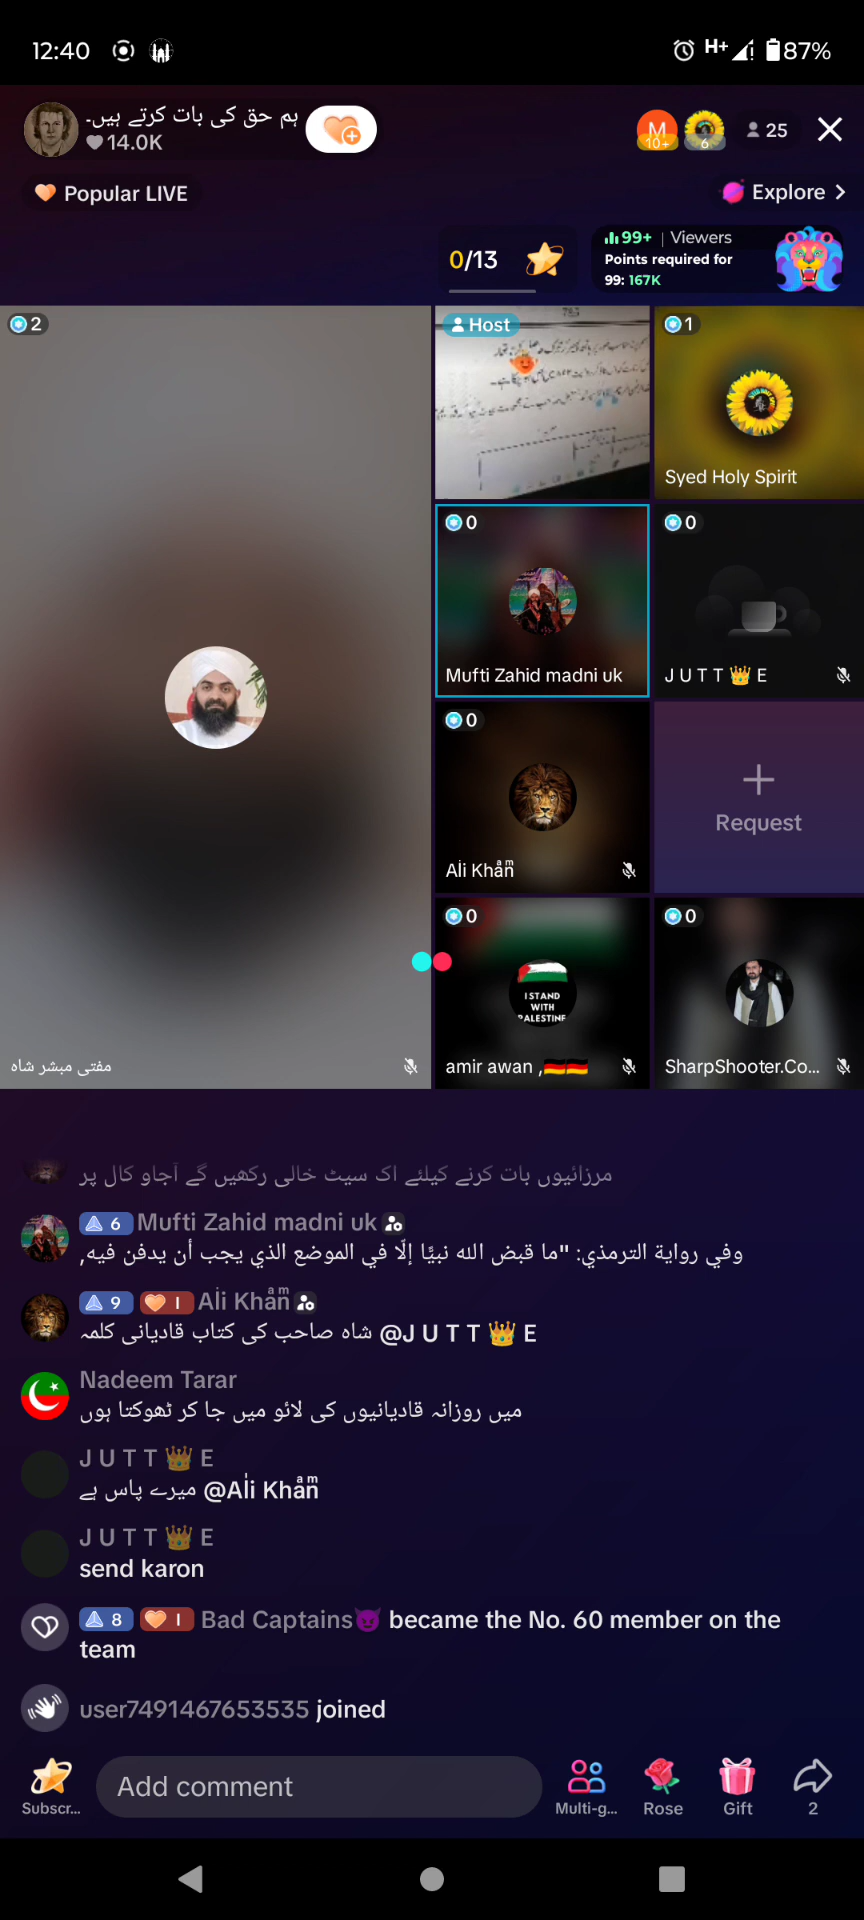 12:40
H+
87%
ہم حق کی بات کرتے ہیں۔
14.0K
M
10+
6
25
Popular LIVE
Explore
0/13
99+ | Viewers
Points required for
99: 167K
2
Host
1
Syed Holy Spirit
0
Mufti Zahid madni uk
0
J U T T 👑 E
0
Ali Khan
Request
مفتی مبشر شاہ
0
I STAND
WITH
PALESTINE
amir awan ,🇩🇪🇩🇪
0
SharpShooter.Co...
مرزائیوں بات کرنے کیلئے اک سیٹ خالی رکھیں گے آجاو کال پر
6 Mufti Zahid madni uk
وفي رواية الترمذي: "ما قبض الله نبيًّا إلّا في الموضع الذي يجب أن يدفن فيه,
9 I Ali Khan
@J U T T 👑 E شاہ صاحب کی کتاب قادیانی کلمہ
Nadeem Tarar
میں روزانہ قادیانیوں کی لائو میں جا کر ٹھوکتا ہوں
J U T T 👑 E
@Ali Khan میرے پاس ہے
J U T T 👑 E
send karon
8 I Bad Captains😈 became the No. 60 member on the
team
user7491467653535 joined
Subscr...
Add comment
Multi-g...
Rose
Gift
2